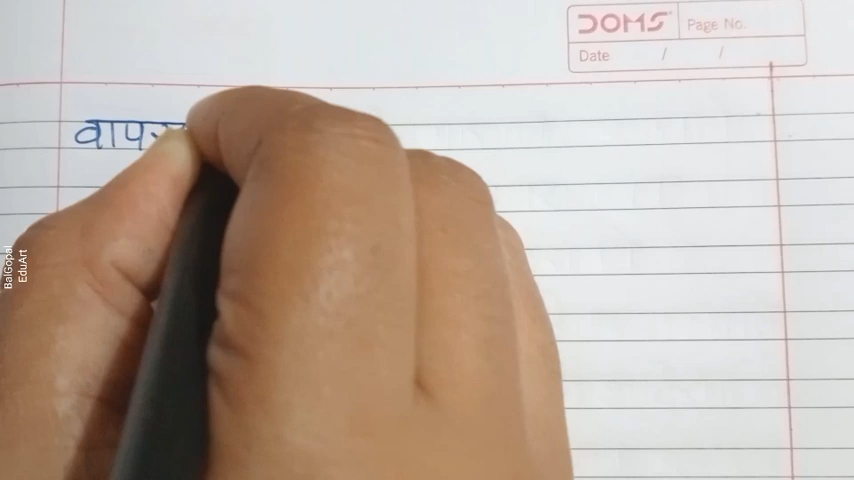 DOMS
Page No.
Date / /
BalGopal
EduArt